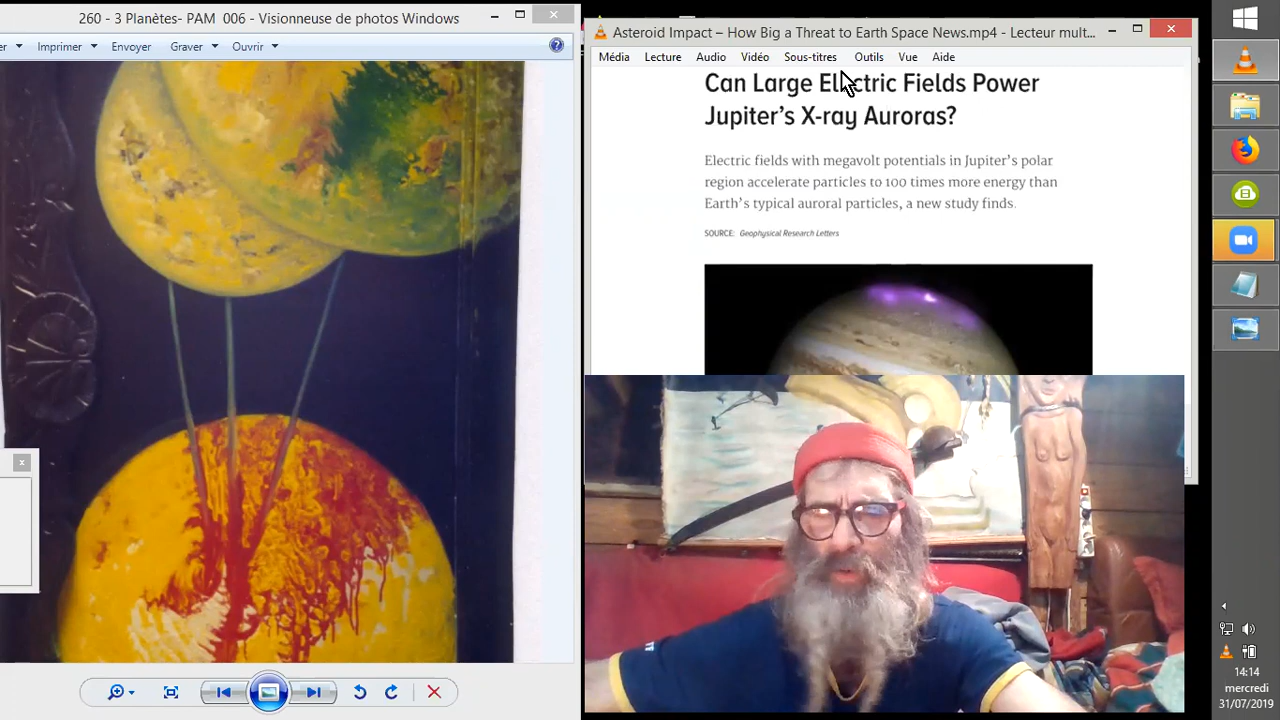 260 - 3 Planètes- PAM 006 - Visionneuse de photos Windows
Imprimer Envoyer Graver Ouvrir
Asteroid Impact – How Big a Threat to Earth Space News.mp4 - Lecteur mult...
Média Lecture Audio Vidéo Sous-titres Outils Vue Aide
Can Large Electric Fields Power
Jupiter's X-ray Auroras?
Electric fields with megavolt potentials in Jupiter's polar
region accelerate particles to 100 times more energy than
Earth's typical auroral particles, a new study finds.
SOURCE: Geophysical Research Letters
14:14
mercredi
31/07/2019